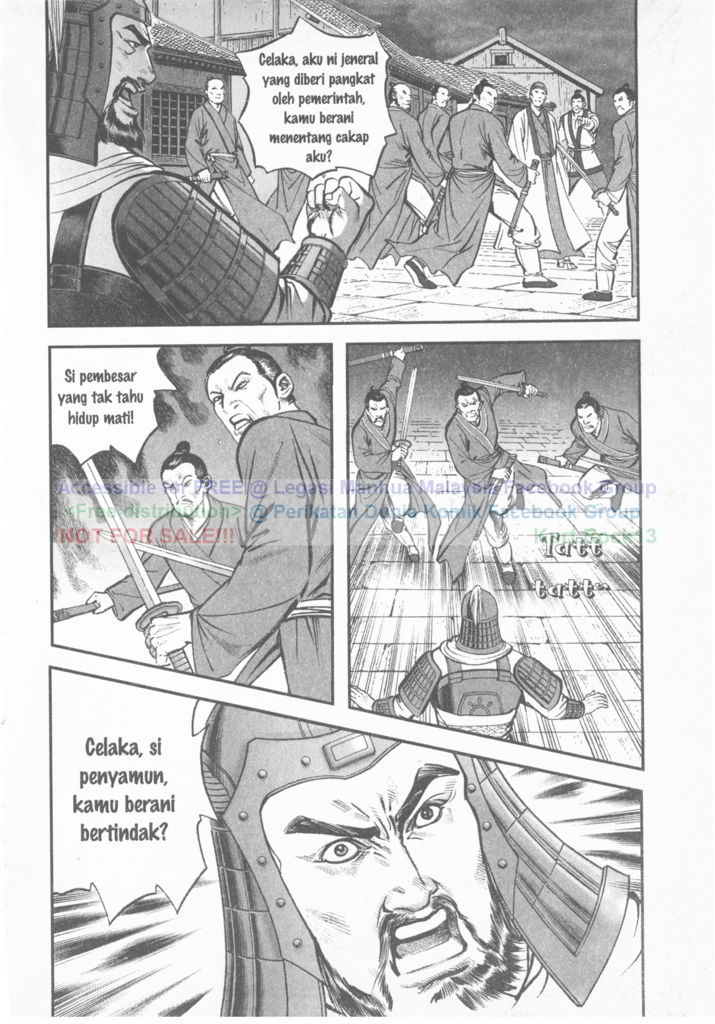 Celaka, aku ni jeneral
yang diberi pangkat
oleh pemerintah,
kamu berani
menentang cakap
aku?
Si pembesar
yang tak tahu
hidup mati!
Accessible for FREE @ Legasi Manhua Malaysia Facebook Group
<Free distribution> @ Perikatan Dunia Komik Facebook Group
NOT FOR SALE!!!
Tatt
tatt~
Celaka, si
penyamun,
kamu berani
bertindak?